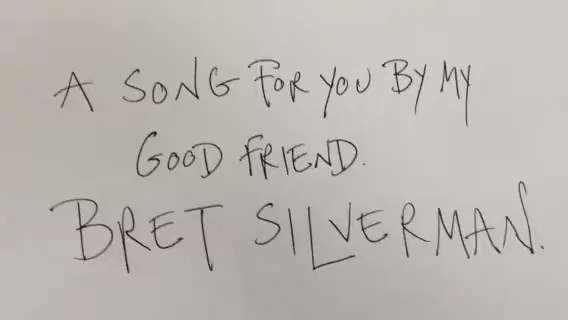 A SONG FOR YOU BY MY
GOOD FRIEND.
BRET SILVERMAN.